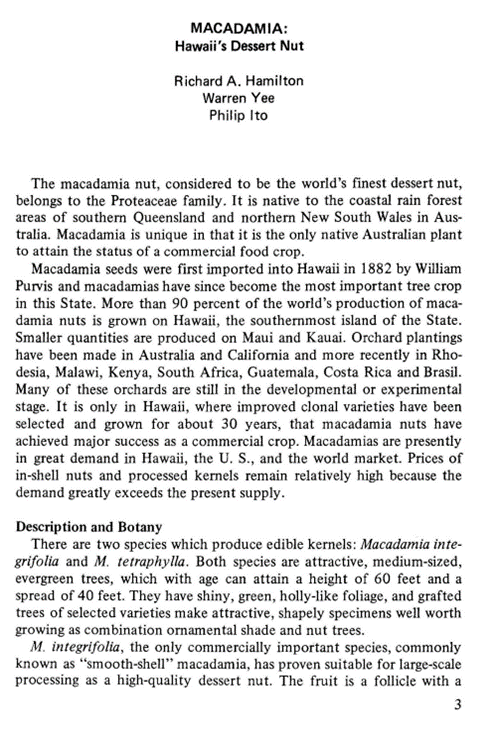 MACADAMIA:
Hawaii's Dessert Nut
Richard A. Hamilton
Warren Yee
Philip Ito
The macadamia nut, considered to be the world's finest dessert nut,
belongs to the Proteaceae family. It is native to the coastal rain forest
areas of southern Queensland and northern New South Wales in Aus-
tralia. Macadamia is unique in that it is the only native Australian plant
to attain the status of a commercial food crop.
Macadamia seeds were first imported into Hawaii in 1882 by William
Purvis and macadamias have since become the most important tree crop
in this State. More than 90 percent of the world's production of maca-
damia nuts is grown on Hawaii, the southernmost island of the State.
Smaller quantities are produced on Maui and Kauai. Orchard plantings
have been made in Australia and California and more recently in Rho-
desia, Malawi, Kenya, South Africa, Guatemala, Costa Rica and Brasil.
Many of these orchards are still in the developmental or experimental
stage. It is only in Hawaii, where improved clonal varieties have been
selected and grown for about 30 years, that macadamia nuts have
achieved major success as a commercial crop. Macadamias are presently
in great demand in Hawaii, the U. S., and the world market. Prices of
in-shell nuts and processed kernels remain relatively high because the
demand greatly exceeds the present supply.
Description and Botany
There are two species which produce edible kernels: Macadamia inte-
grifolia and M. tetraphylla. Both species are attractive, medium-sized,
evergreen trees, which with age can attain a height of 60 feet and a
spread of 40 feet. They have shiny, green, holly-like foliage, and grafted
trees of selected varieties make attractive, shapely specimens well worth
growing as combination ornamental shade and nut trees.
M. integrifolia, the only commercially important species, commonly
known as "smooth-shell" macadamia, has proven suitable for large-scale
processing as a high-quality dessert nut. The fruit is a follicle with a
3